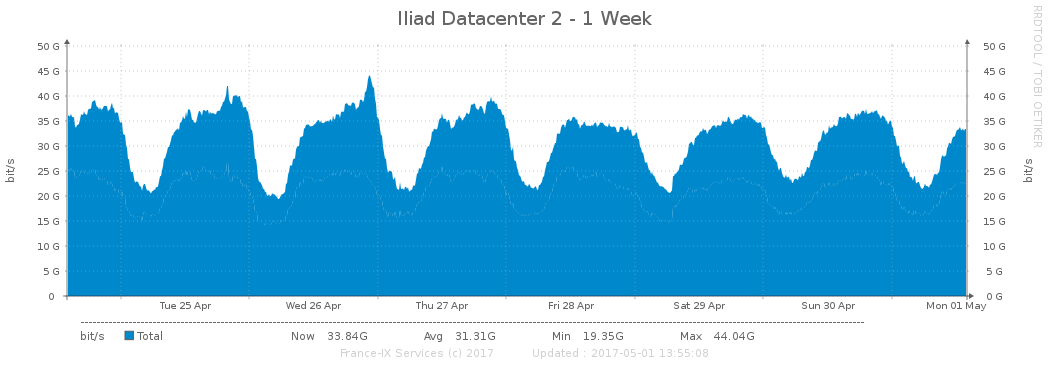 Iliad Datacenter 2 - 1 Week
RRDTOOL / TOBI OETIKER
50 G 50 G
45 G 45 G
40 G 40 G
35 G 35 G
30 G 30 G
25 G 25 G
20 G 20 G
15 G 15 G
10 G 10 G
5 G 5 G
0 0 G
bit/s bit/s
Tue 25 Apr Wed 26 Apr Thu 27 Apr Fri 28 Apr Sat 29 Apr Sun 30 Apr Mon 01 May
bit/s Total Now 33.84G Avg 31.31G Min 19.35G Max 44.04G
France-IX Services (c) 2017 Updated : 2017-05-01 13:55:08